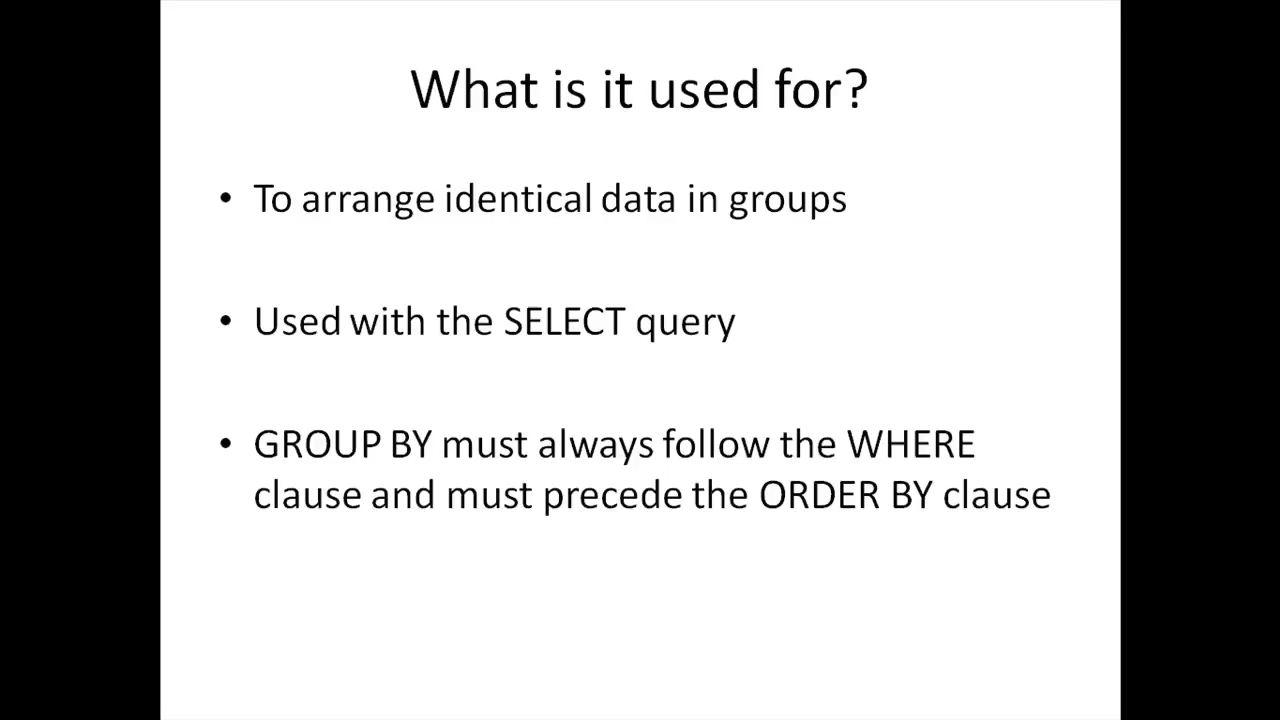 What is it used for?
• To arrange identical data in groups
• Used with the SELECT query
• GROUP BY must always follow the WHERE
clause and must precede the ORDER BY clause